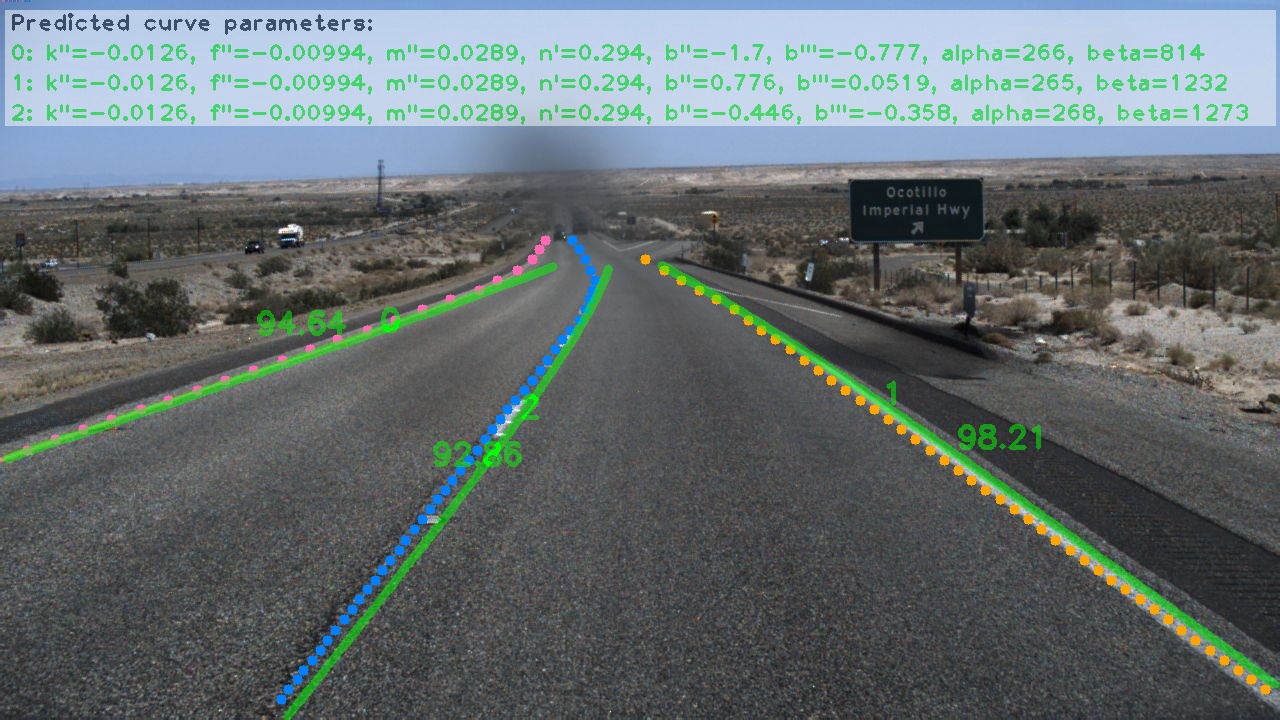 Predicted curve parameters:
0: k''=-0.0126, f''=-0.00994, m''=0.0289, n'=0.294, b''=-1.7, b'''=-0.777, alpha=266, beta=814
1: k''=-0.0126, f''=-0.00994, m''=0.0289, n'=0.294, b''=0.776, b'''=0.0519, alpha=265, beta=1232
2: k''=-0.0126, f''=-0.00994, m''=0.0289, n'=0.294, b''=-0.446, b'''=-0.358, alpha=268, beta=1273
Ocotillo
Imperial Hwy
94.64 0
1
2
98.21
92.86